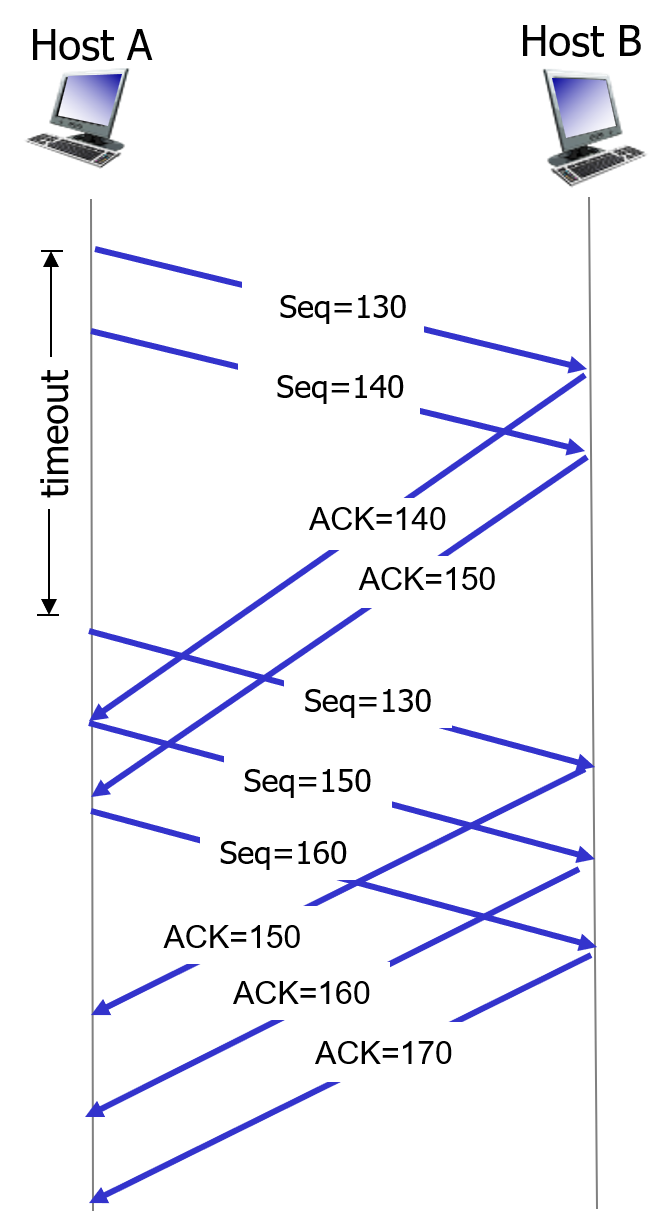 Host A
Host B
Seq=130
timeout
Seq=140
ACK=140
ACK=150
Seq=130
Seq=150
Seq=160
ACK=150
ACK=160
ACK=170